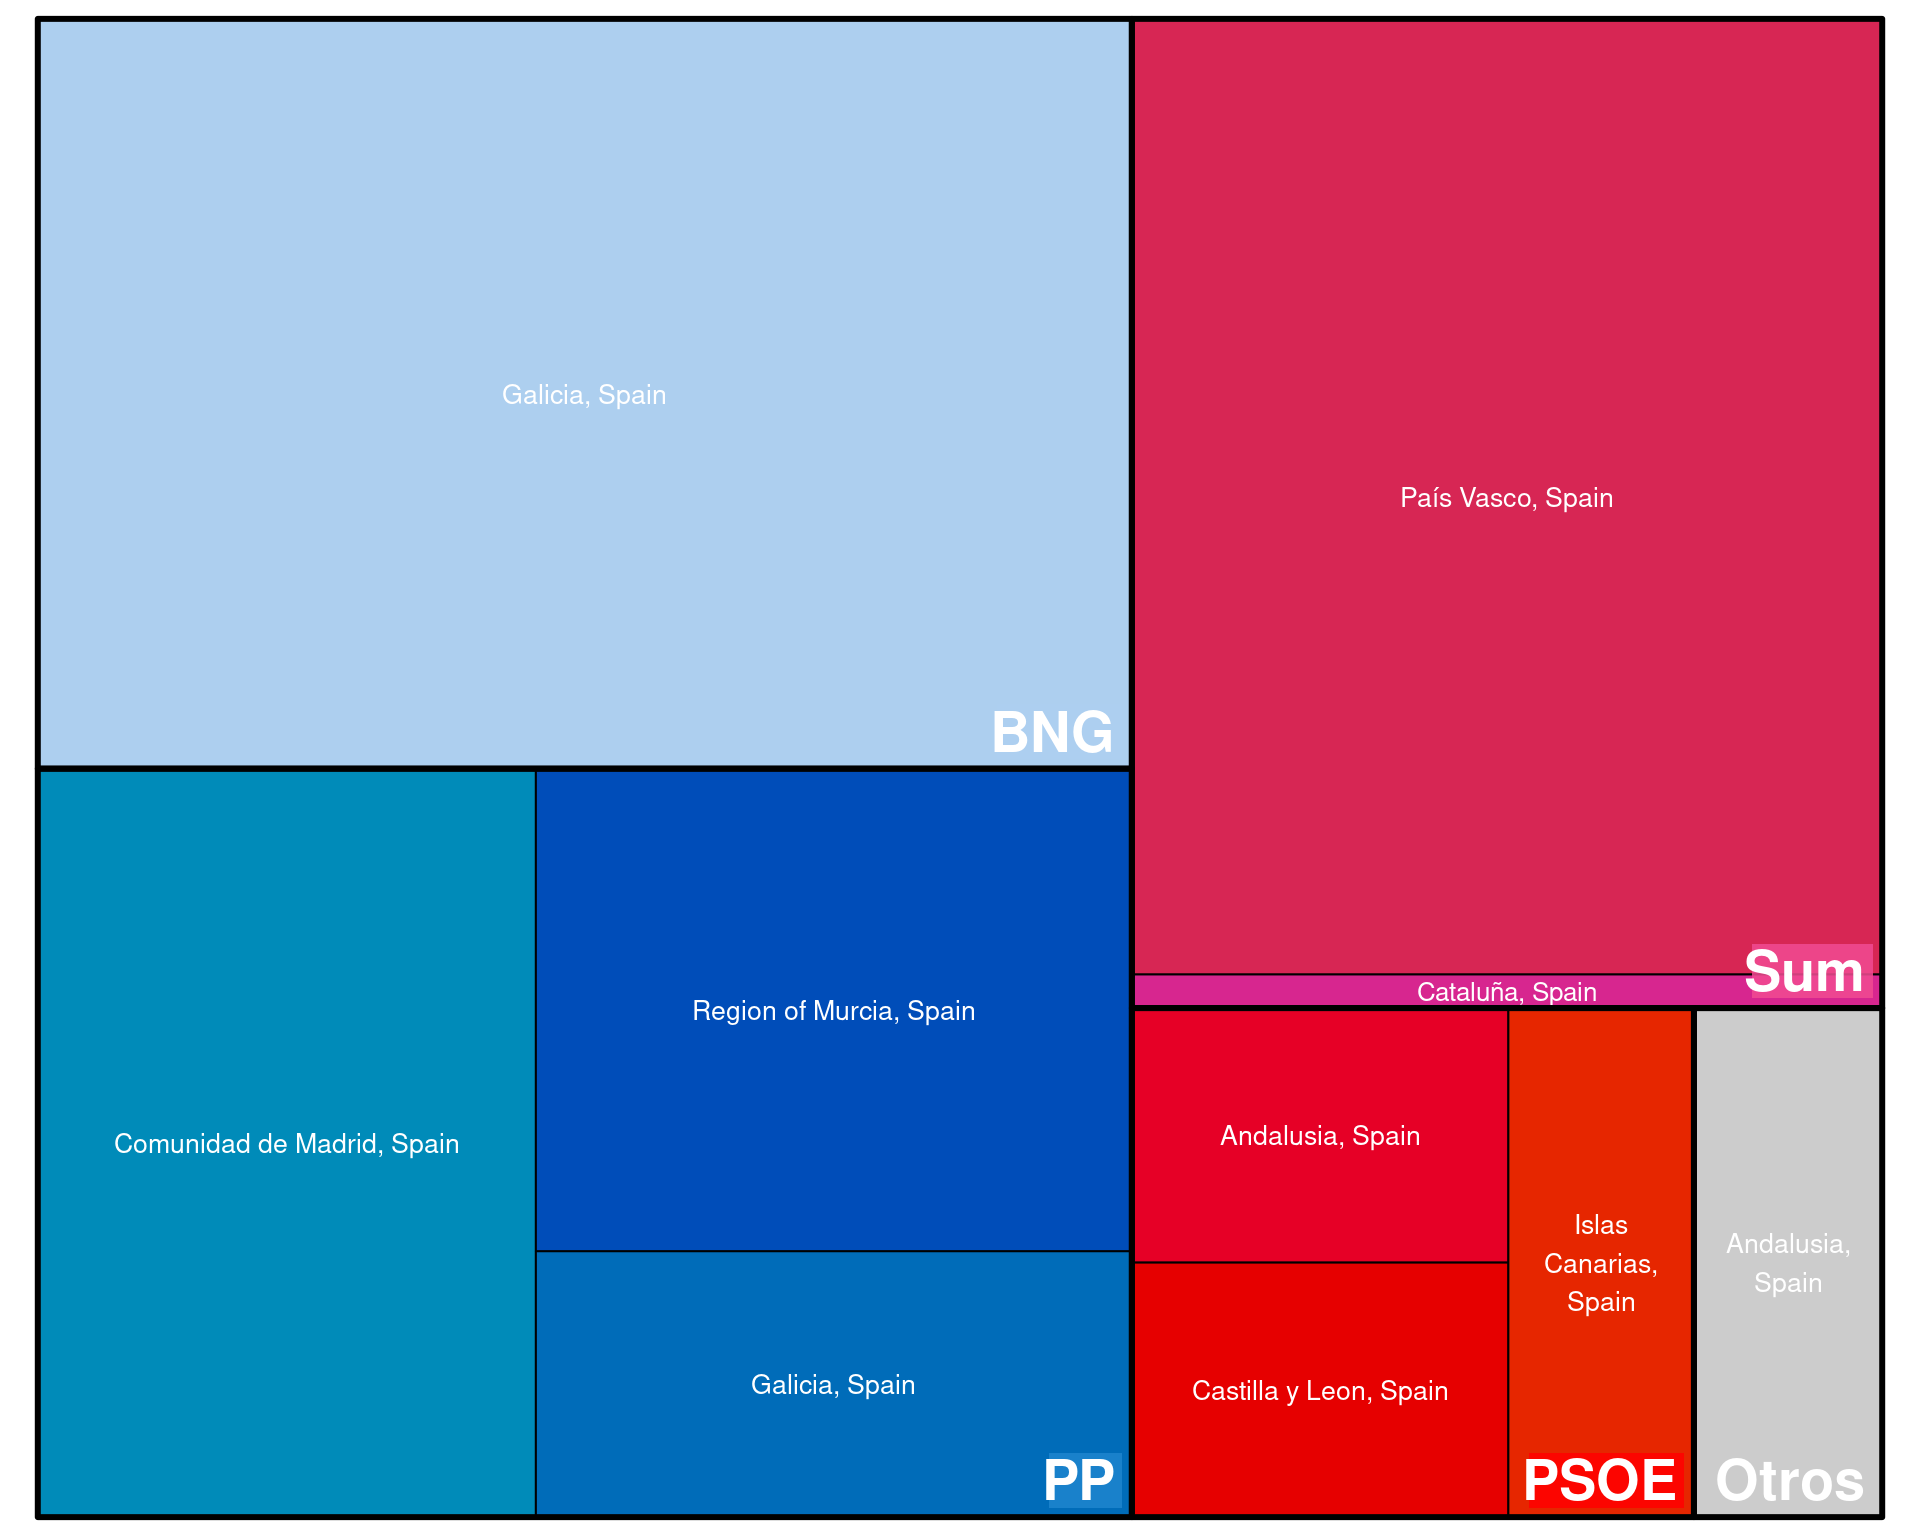 Galicia, Spain
BNG
País Vasco, Spain
Sum
Cataluña, Spain
Comunidad de Madrid, Spain
Region of Murcia, Spain
Galicia, Spain
PP
Andalusia, Spain
Castilla y Leon, Spain
Islas
Canarias,
Spain
PSOE
Andalusia,
Spain
Otros